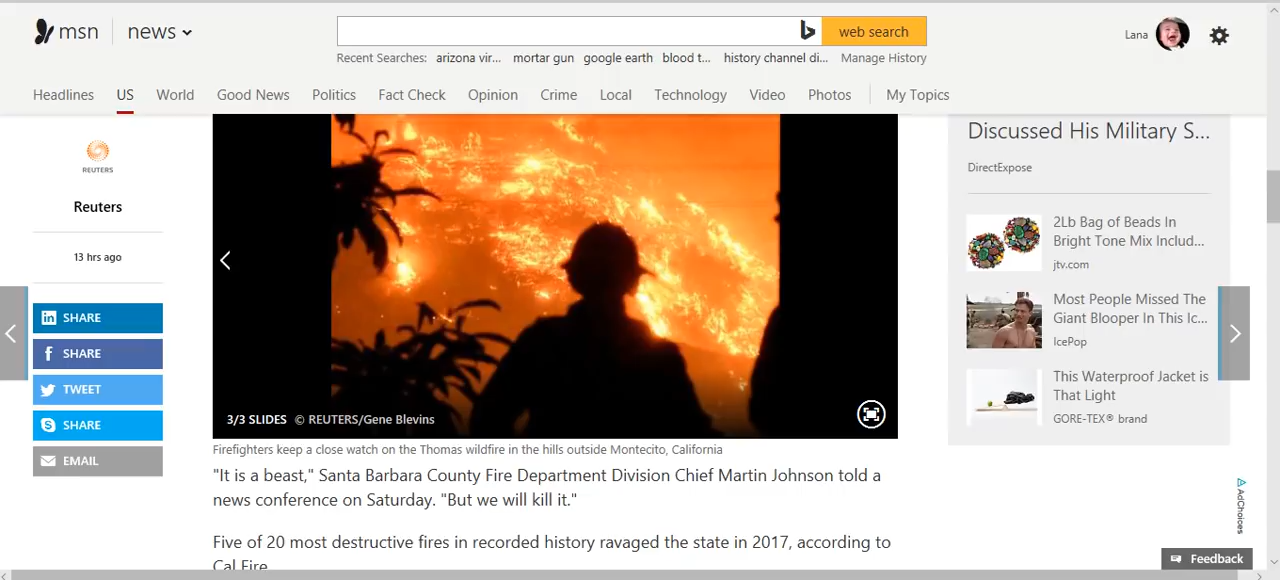 msn
news
web search
Lana
Recent Searches: arizona vir... mortar gun google earth blood t... history channel di... Manage History
Headlines US World Good News Politics Fact Check Opinion Crime Local Technology Video Photos My Topics
REUTERS
Reuters
13 hrs ago
SHARE
SHARE
TWEET
SHARE
EMAIL
3/3 SLIDES © REUTERS/Gene Blevins
Firefighters keep a close watch on the Thomas wildfire in the hills outside Montecito, California
"It is a beast," Santa Barbara County Fire Department Division Chief Martin Johnson told a
news conference on Saturday. "But we will kill it."
Five of 20 most destructive fires in recorded history ravaged the state in 2017, according to
Cal Fire
Discussed His Military S...
DirectExpose
2Lb Bag of Beads In
Bright Tone Mix Includ...
jtv.com
Most People Missed The
Giant Blooper In This Ic...
IcePop
This Waterproof Jacket is
That Light
GORE-TEX® brand
AdChoices
Feedback